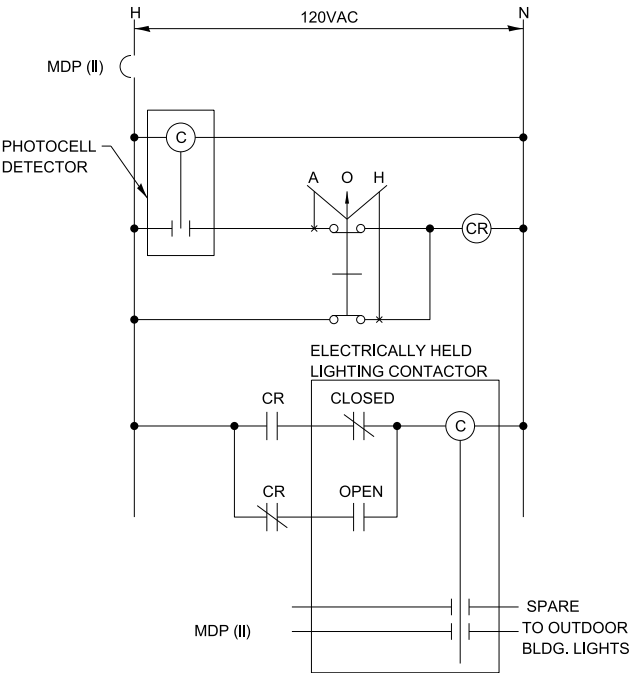 H
N
120VAC
MDP (II)
C
PHOTOCELL
DETECTOR
A O H
CR
ELECTRICALLY HELD
LIGHTING CONTACTOR
CR
CLOSED
C
CR
OPEN
SPARE
MDP (II)
TO OUTDOOR
BLDG. LIGHTS